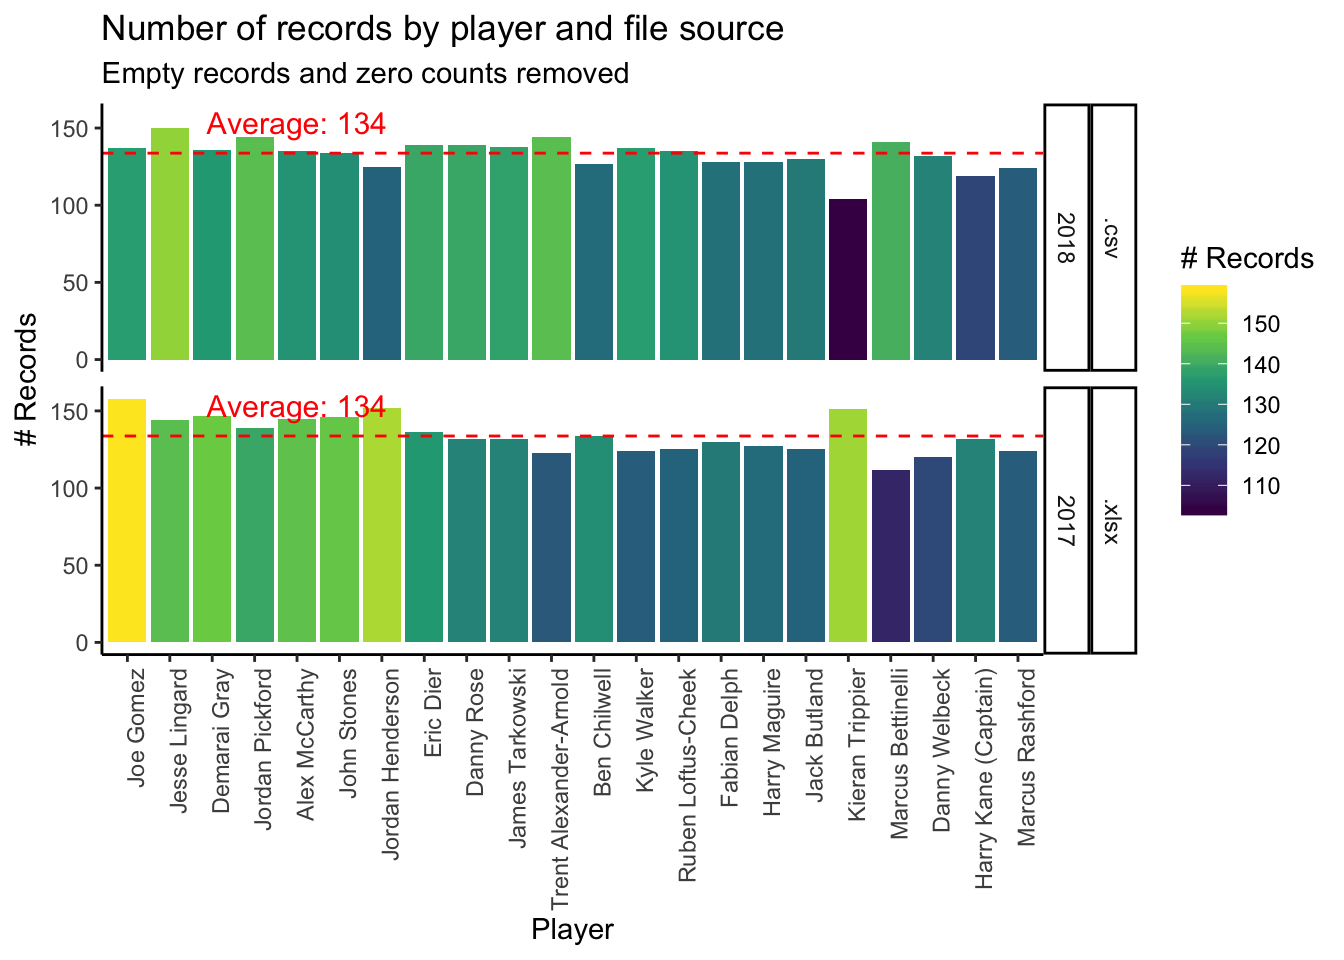 Number of records by player and file source
Empty records and zero counts removed
# Records
150
100
50
0
Average: 134
2018
.csv
150
100
50
0
Average: 134
2017
.xlsx
Joe Gomez
Jesse Lingard
Demarai Gray
Jordan Pickford
Alex McCarthy
John Stones
Jordan Henderson
Eric Dier
Danny Rose
James Tarkowski
Trent Alexander-Arnold
Ben Chilwell
Kyle Walker
Ruben Loftus-Cheek
Fabian Delph
Harry Maguire
Jack Butland
Kieran Trippier
Marcus Bettinelli
Danny Welbeck
Harry Kane (Captain)
Marcus Rashford
Player
# Records
150
140
130
120
110